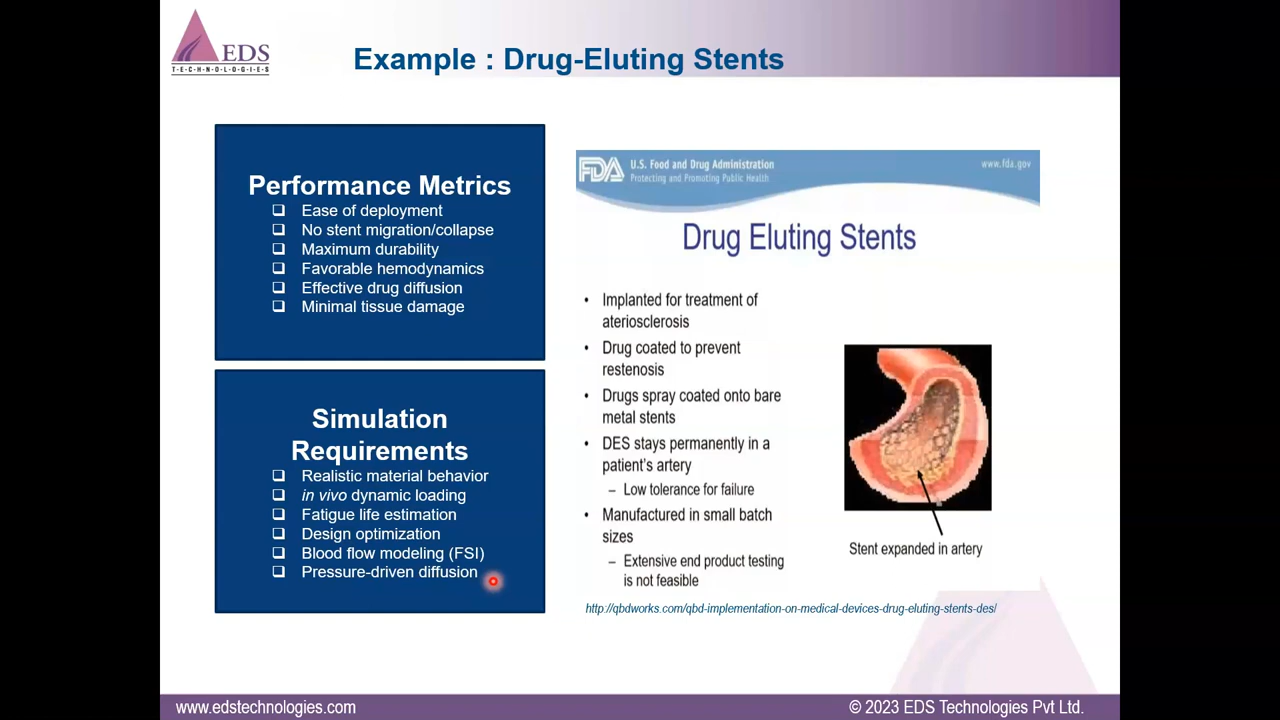 EDS
T·E·C·H·N·O·L·O·G·I·E·S
Example : Drug-Eluting Stents
Performance Metrics
❑ Ease of deployment
❑ No stent migration/collapse
❑ Maximum durability
❑ Favorable hemodynamics
❑ Effective drug diffusion
❑ Minimal tissue damage
Simulation
Requirements
❑ Realistic material behavior
❑ in vivo dynamic loading
❑ Fatigue life estimation
❑ Design optimization
❑ Blood flow modeling (FSI)
❑ Pressure-driven diffusion
FDA U.S. Food and Drug Administration
Protecting and Promoting Public Health
www.fda.gov
Drug Eluting Stents
• Implanted for treatment of
ateriosclerosis
• Drug coated to prevent
restenosis
• Drugs spray coated onto bare
metal stents
• DES stays permanently in a
patient's artery
– Low tolerance for failure
• Manufactured in small batch
sizes
– Extensive end product testing
is not feasible
Stent expanded in artery
http://qbdworks.com/qbd-implementation-on-medical-devices-drug-eluting-stents-des/
www.edstechnologies.com
© 2023 EDS Technologies Pvt Ltd.